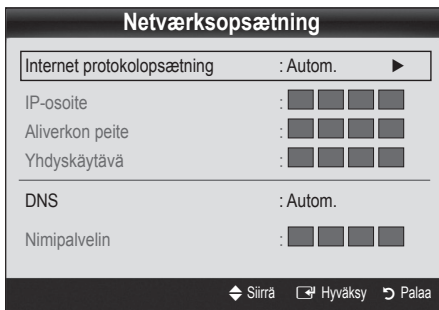 Netværksopsætning
Internet protokolopsætning : Autom. ►
IP-osoite :
Aliverkon peite :
Yhdyskäytävä :
DNS : Autom.
Nimipalvelin :
Siirrä Hyväksy Palaa